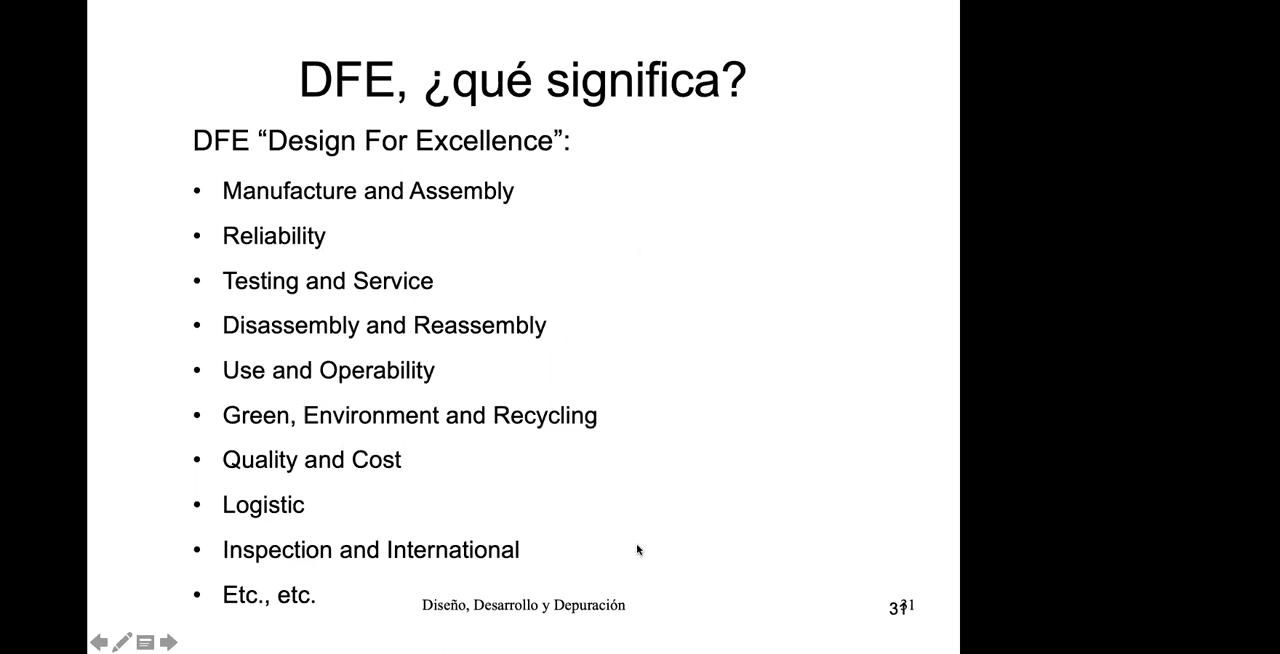 DFE, ¿qué significa?
DFE “Design For Excellence”:
• Manufacture and Assembly
• Reliability
• Testing and Service
• Disassembly and Reassembly
• Use and Operability
• Green, Environment and Recycling
• Quality and Cost
• Logistic
• Inspection and International
• Etc., etc.
Diseño, Desarrollo y Depuración
31
31